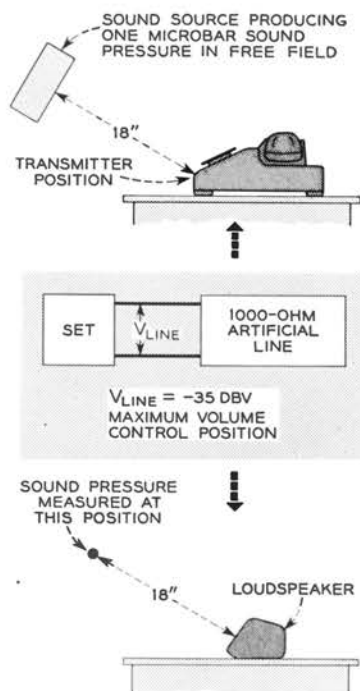 SOUND SOURCE PRODUCING
ONE MICROBAR SOUND
PRESSURE IN FREE FIELD
18"
TRANSMITTER
POSITION
SET
VLINE
1000-OHM
ARTIFICIAL
LINE
VLINE = -35 DBV
MAXIMUM VOLUME
CONTROL POSITION
SOUND PRESSURE
MEASURED AT
THIS POSITION
18"
LOUDSPEAKER